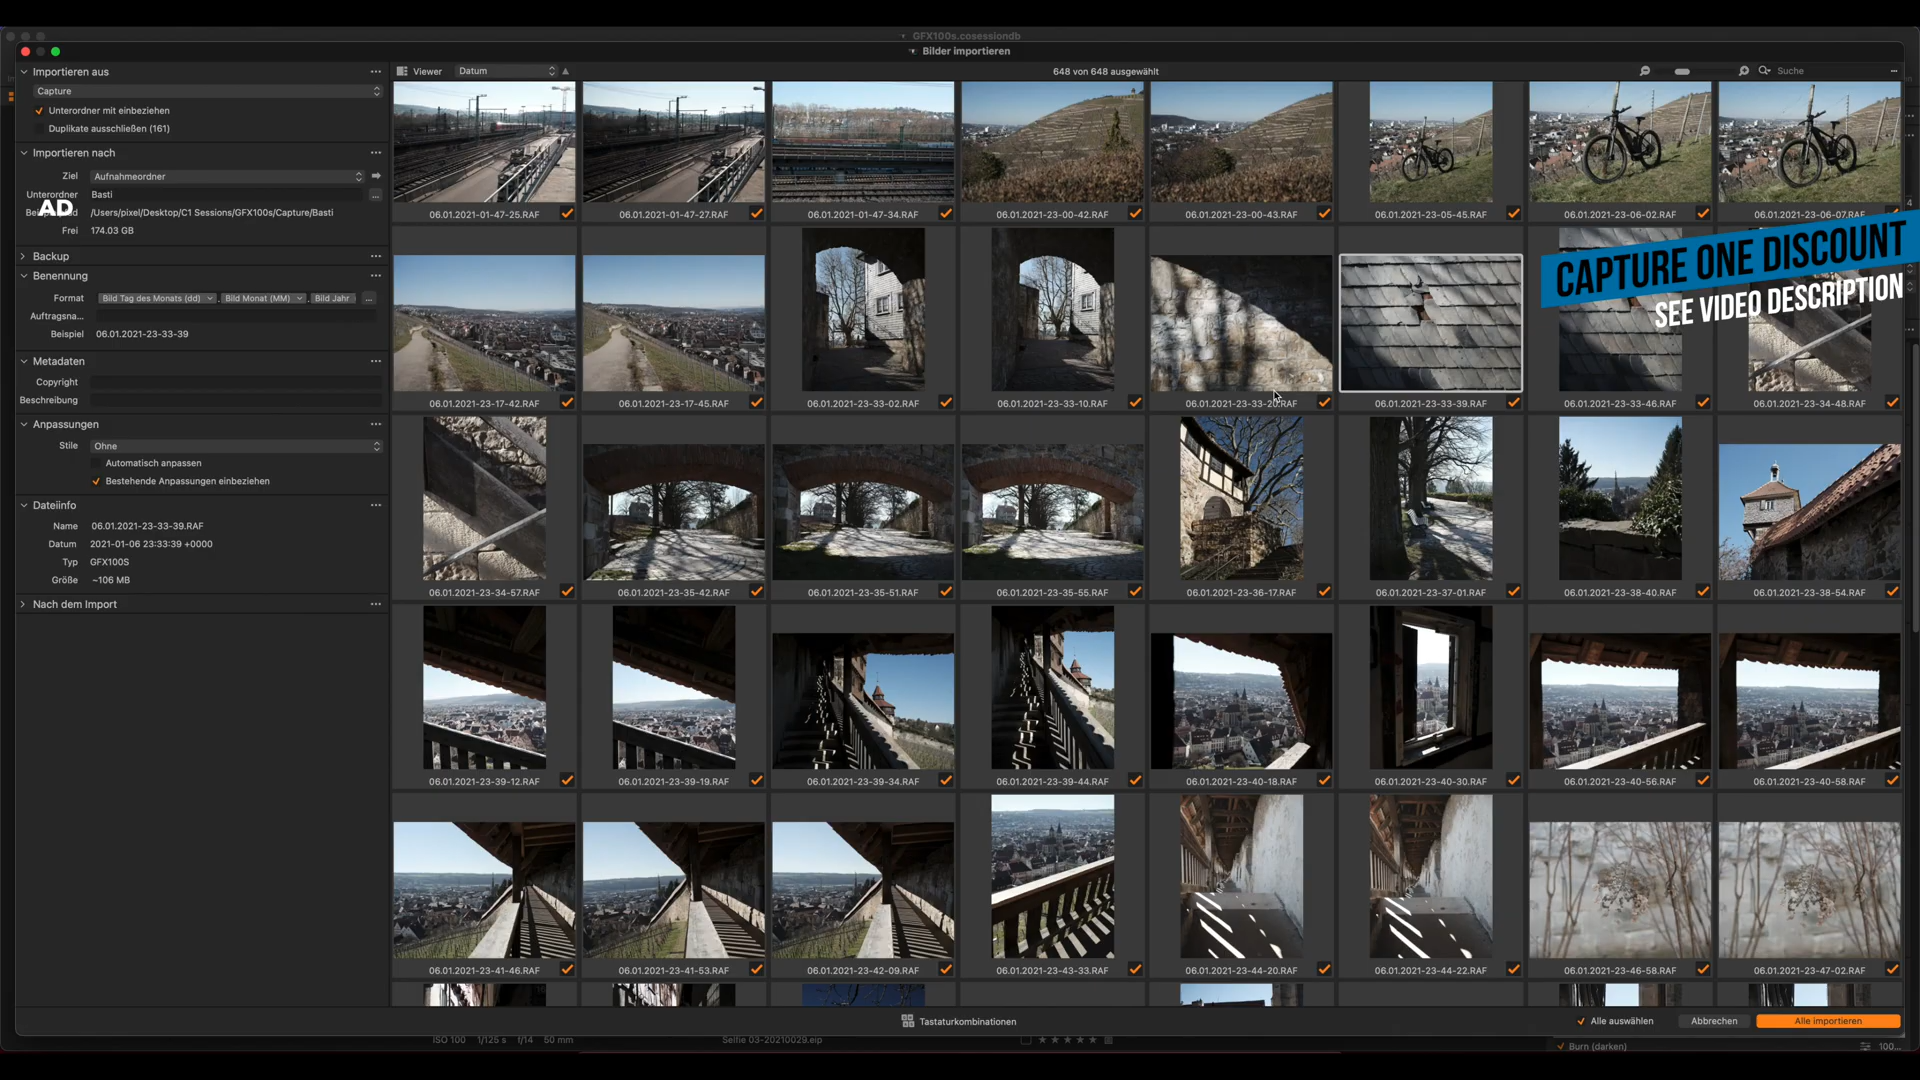 GFX100s.cosessiondb
Bilder importieren
Importieren aus
Capture
Unterordner mit einbeziehen
Duplikate ausschließen (161)
Importieren nach
Ziel Aufnahmeordner
Unterordner Basti
/Users/pixel/Desktop/C1 Sessions/GFX100s/Capture/Basti
AD
Frei 174.03 GB
Backup
Benennung
Format Bild Tag des Monats (dd) . Bild Monat (MM) . Bild Jahr ...
Auftragsna...
Beispiel 06.01.2021-23-33-39
Metadaten
Copyright
Beschreibung
Anpassungen
Stile Ohne
Automatisch anpassen
Bestehende Anpassungen einbeziehen
Dateiinfo
Name 06.01.2021-23-33-39.RAF
Datum 2021-01-06 23:33:39 +0000
Typ GFX100S
Größe ~106 MB
Nach dem Import
Viewer Datum 648 von 648 ausgewählt Suche
06.01.2021-01-47-25.RAF 06.01.2021-01-47-27.RAF 06.01.2021-01-47-34.RAF 06.01.2021-23-00-42.RAF 06.01.2021-23-00-43.RAF 06.01.2021-23-05-45.RAF 06.01.2021-23-06-02.RAF 06.01.2021-23-06-07.RAF
CAPTURE ONE DISCOUNT
SEE VIDEO DESCRIPTION
06.01.2021-23-17-42.RAF 06.01.2021-23-17-45.RAF 06.01.2021-23-33-02.RAF 06.01.2021-23-33-10.RAF 06.01.2021-23-33-39.RAF 06.01.2021-23-33-46.RAF 06.01.2021-23-34-48.RAF
06.01.2021-23-34-57.RAF 06.01.2021-23-35-42.RAF 06.01.2021-23-35-51.RAF 06.01.2021-23-35-55.RAF 06.01.2021-23-36-17.RAF 06.01.2021-23-37-01.RAF 06.01.2021-23-38-40.RAF 06.01.2021-23-38-54.RAF
06.01.2021-23-39-12.RAF 06.01.2021-23-39-19.RAF 06.01.2021-23-39-34.RAF 06.01.2021-23-39-44.RAF 06.01.2021-23-40-18.RAF 06.01.2021-23-40-30.RAF 06.01.2021-23-40-56.RAF 06.01.2021-23-40-58.RAF
06.01.2021-23-41-46.RAF 06.01.2021-23-41-53.RAF 06.01.2021-23-42-09.RAF 06.01.2021-23-43-33.RAF 06.01.2021-23-44-20.RAF 06.01.2021-23-44-22.RAF 06.01.2021-23-46-58.RAF 06.01.2021-23-47-02.RAF
Tastaturkombinationen Alle auswählen Abbrechen Alle importieren
ISO 100 1/125 s f/14 50 mm Selfie 03-20210029.eip
Burn (darken) 100...